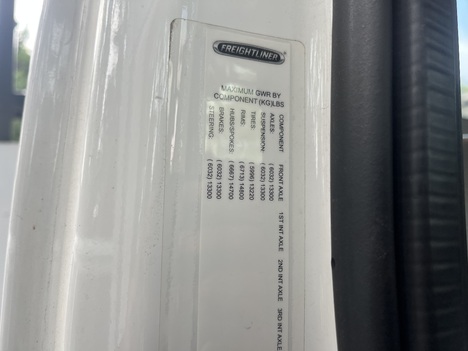 FREIGHTLINER
MAXIMUM GWR BY
COMPONENT (KG)LBS
COMPONENT FRONT AXLE 1ST INT AXLE 2ND INT AXLE 3RD INT AXLE
AXLES: ( 6032) 13300
SUSPENSION: ( 6032) 13300
TIRES: ( 5996) 13220
RIMS: ( 6713) 14800
HUBS/SPOKES: ( 6667) 14700
BRAKES: ( 6032) 13300
STEERING: ( 6032) 13300